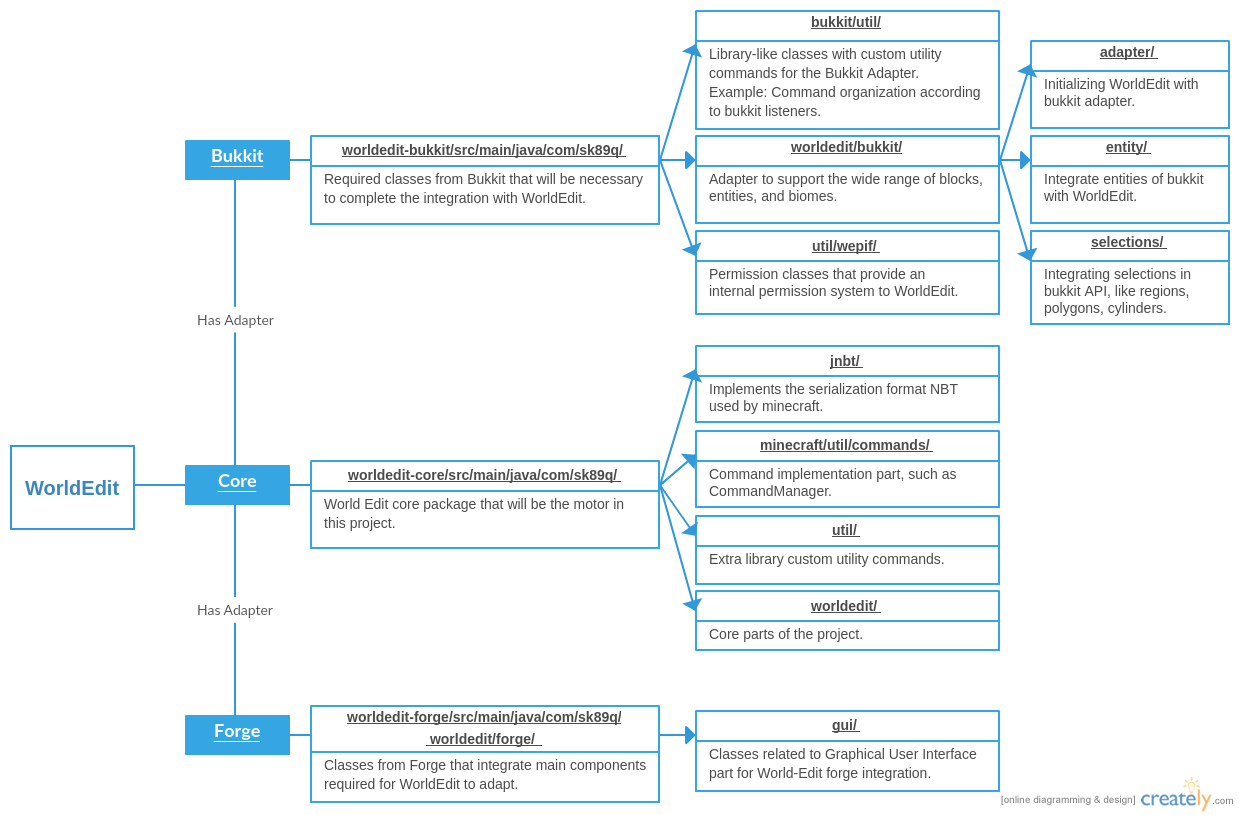 WorldEdit
Bukkit
Has Adapter
Core
Has Adapter
Forge
worldedit-bukkit/src/main/java/com/sk89q/
Required classes from Bukkit that will be necessary
to complete the integration with WorldEdit.
bukkit/util/
Library-like classes with custom utility
commands for the Bukkit Adapter.
Example: Command organization according
to bukkit listeners.
worldedit/bukkit/
Adapter to support the wide range of blocks,
entities, and biomes.
util/wepif/
Permission classes that provide an
internal permission system to WorldEdit.
adapter/
Initializing WorldEdit with
bukkit adapter.
entity/
Integrate entities of bukkit
with WorldEdit.
selections/
Integrating selections in
bukkit API, like regions,
polygons, cylinders.
worldedit-core/src/main/java/com/sk89q/
World Edit core package that will be the motor in
this project.
jnbt/
Implements the serialization format NBT
used by minecraft.
minecraft/util/commands/
Command implementation part, such as
CommandManager.
util/
Extra library custom utility commands.
worldedit/
Core parts of the project.
worldedit-forge/src/main/java/com/sk89q/
worldedit/forge/
Classes from Forge that integrate main components
required for WorldEdit to adapt.
gui/
Classes related to Graphical User Interface
part for World-Edit forge integration.
[online diagramming & design] creately.com